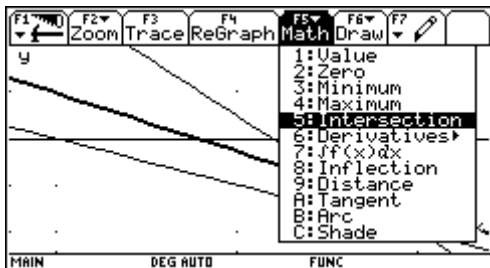 F1 F2 F3 F4 F5 F6 F7
Zoom Trace ReGraph Math Draw
y
1:Value
2:Zero
3:Minimum
4:Maximum
5:Intersection
6:Derivatives
7:∫f(x)dx
8:Inflection
9:Distance
A:Tangent
B:Arc
C:Shade
MAIN DEG AUTO FUNC